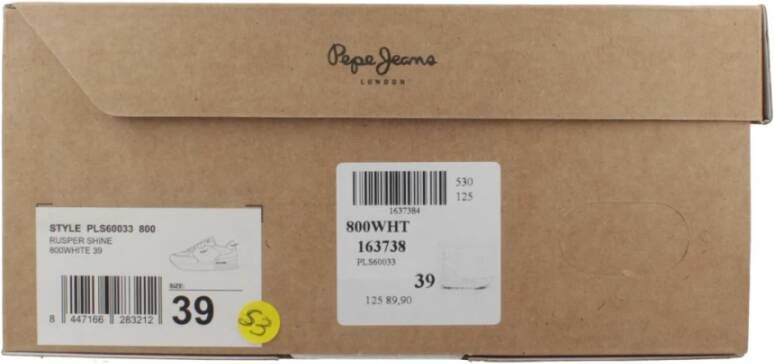 Pepe Jeans
LONDON
STYLE PLS60033 800
RUSPER SHINE
800WHITE 39
SIZE:
39
8 447166 283212
53
530
125
1637384
800WHT
163738
PLS60033
39
125 89,90